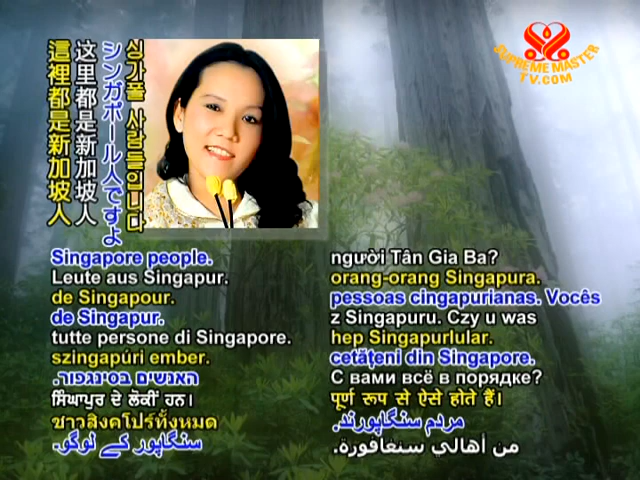 SUPREME MASTER
TV.COM
싱가폴 사람들입니다
シンガポール人ですよ
这里都是新加坡人
這裡都是新加坡人
Singapore people.
Leute aus Singapur.
de Singapour.
de Singapur.
tutte persone di Singapore.
szingapúri ember.
האנשים בסינגפור.
ਸਿੰਘਾਪੁਰ ਦੇ ਲੋਕੀਂ ਹਨ।
ชาวสิงคโปร์ทั้งหมด
سنگاپور کے لوگو.
người Tân Gia Ba?
orang-orang Singapura.
pessoas cingapurianas. Vocês
z Singapuru. Czy u was
hep Singapurlular.
cetăţeni din Singapore.
С вами всё в порядке?
पूर्ण रूप से ऐसे होते हैं।
مردم سنگاپورند.
من أهالي سنغافورة.